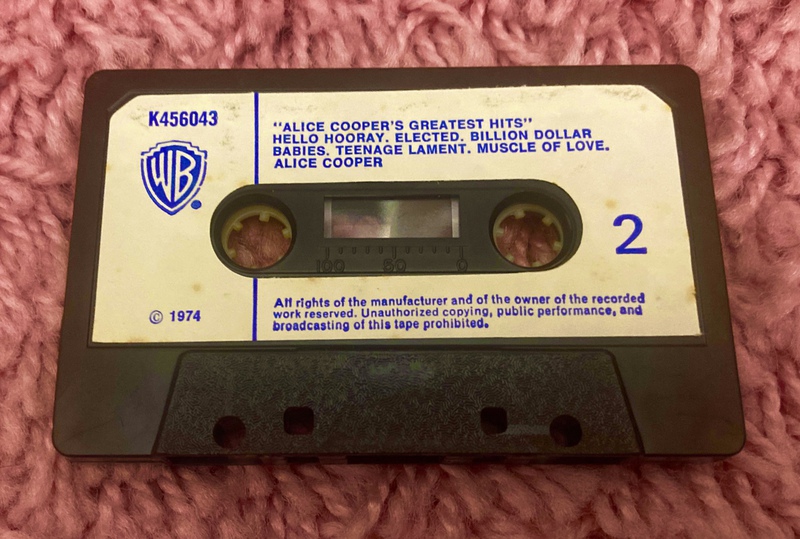 K456043
"ALICE COOPER'S GREATEST HITS"
HELLO HOORAY. ELECTED. BILLION DOLLAR
BABIES. TEENAGE LAMENT. MUSCLE OF LOVE.
ALICE COOPER
WB
2
100 50 0
© 1974
All rights of the manufacturer and of the owner of the recorded
work reserved. Unauthorized copying, public performance, and
broadcasting of this tape prohibited.